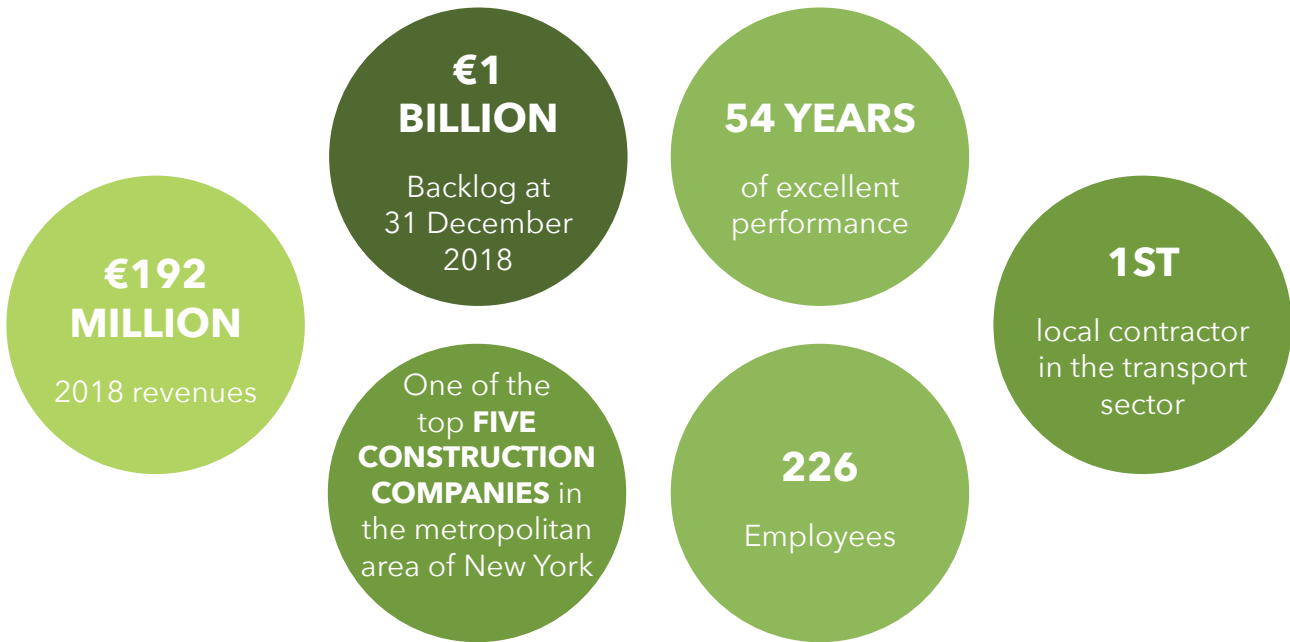 €192
MILLION
2018 revenues
€1
BILLION
Backlog at
31 December
2018
One of the
top FIVE
CONSTRUCTION
COMPANIES in
the metropolitan
area of New York
54 YEARS
of excellent
performance
226
Employees
1ST
local contractor
in the transport
sector